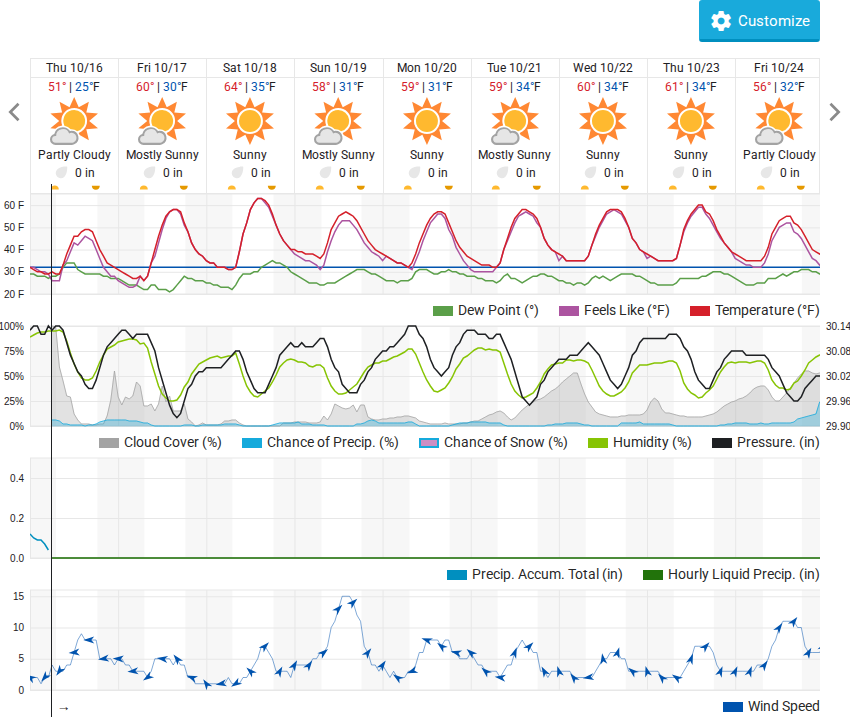 Customize
Thu 10/16 Fri 10/17 Sat 10/18 Sun 10/19 Mon 10/20 Tue 10/21 Wed 10/22 Thu 10/23 Fri 10/24
51° | 25°F 60° | 30°F 64° | 35°F 58° | 31°F 59° | 31°F 59° | 34°F 60° | 34°F 61° | 34°F 56° | 32°F
Partly Cloudy Mostly Sunny Sunny Mostly Sunny Sunny Mostly Sunny Sunny Sunny Partly Cloudy
0 in 0 in 0 in 0 in 0 in 0 in 0 in 0 in 0 in
60 F
50 F
40 F
30 F
20 F
Dew Point (°) Feels Like (°F) Temperature (°F)
100% 30.14
75% 30.08
50% 30.02
25% 29.96
0% 29.90
Cloud Cover (%) Chance of Precip. (%) Chance of Snow (%) Humidity (%) Pressure. (in)
0.4
0.2
0.0
Precip. Accum. Total (in) Hourly Liquid Precip. (in)
15
10
5
0
→ Wind Speed